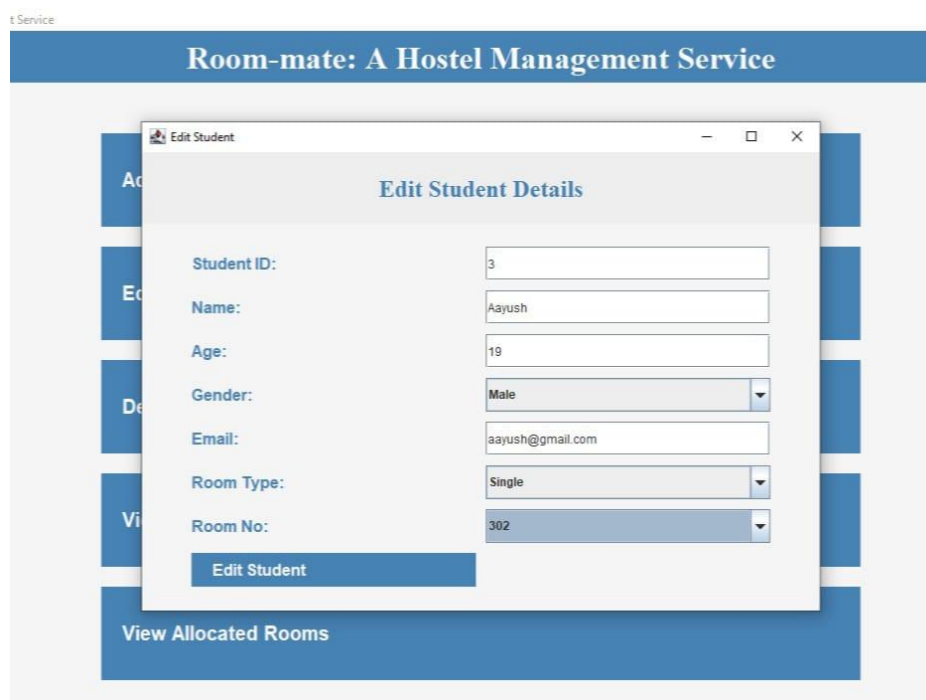 t Service
Room-mate: A Hostel Management Service
Edit Student
Edit Student Details
Student ID: 3
Name: Aayush
Age: 19
Gender: Male
Email: aayush@gmail.com
Room Type: Single
Room No: 302
Edit Student
View Allocated Rooms